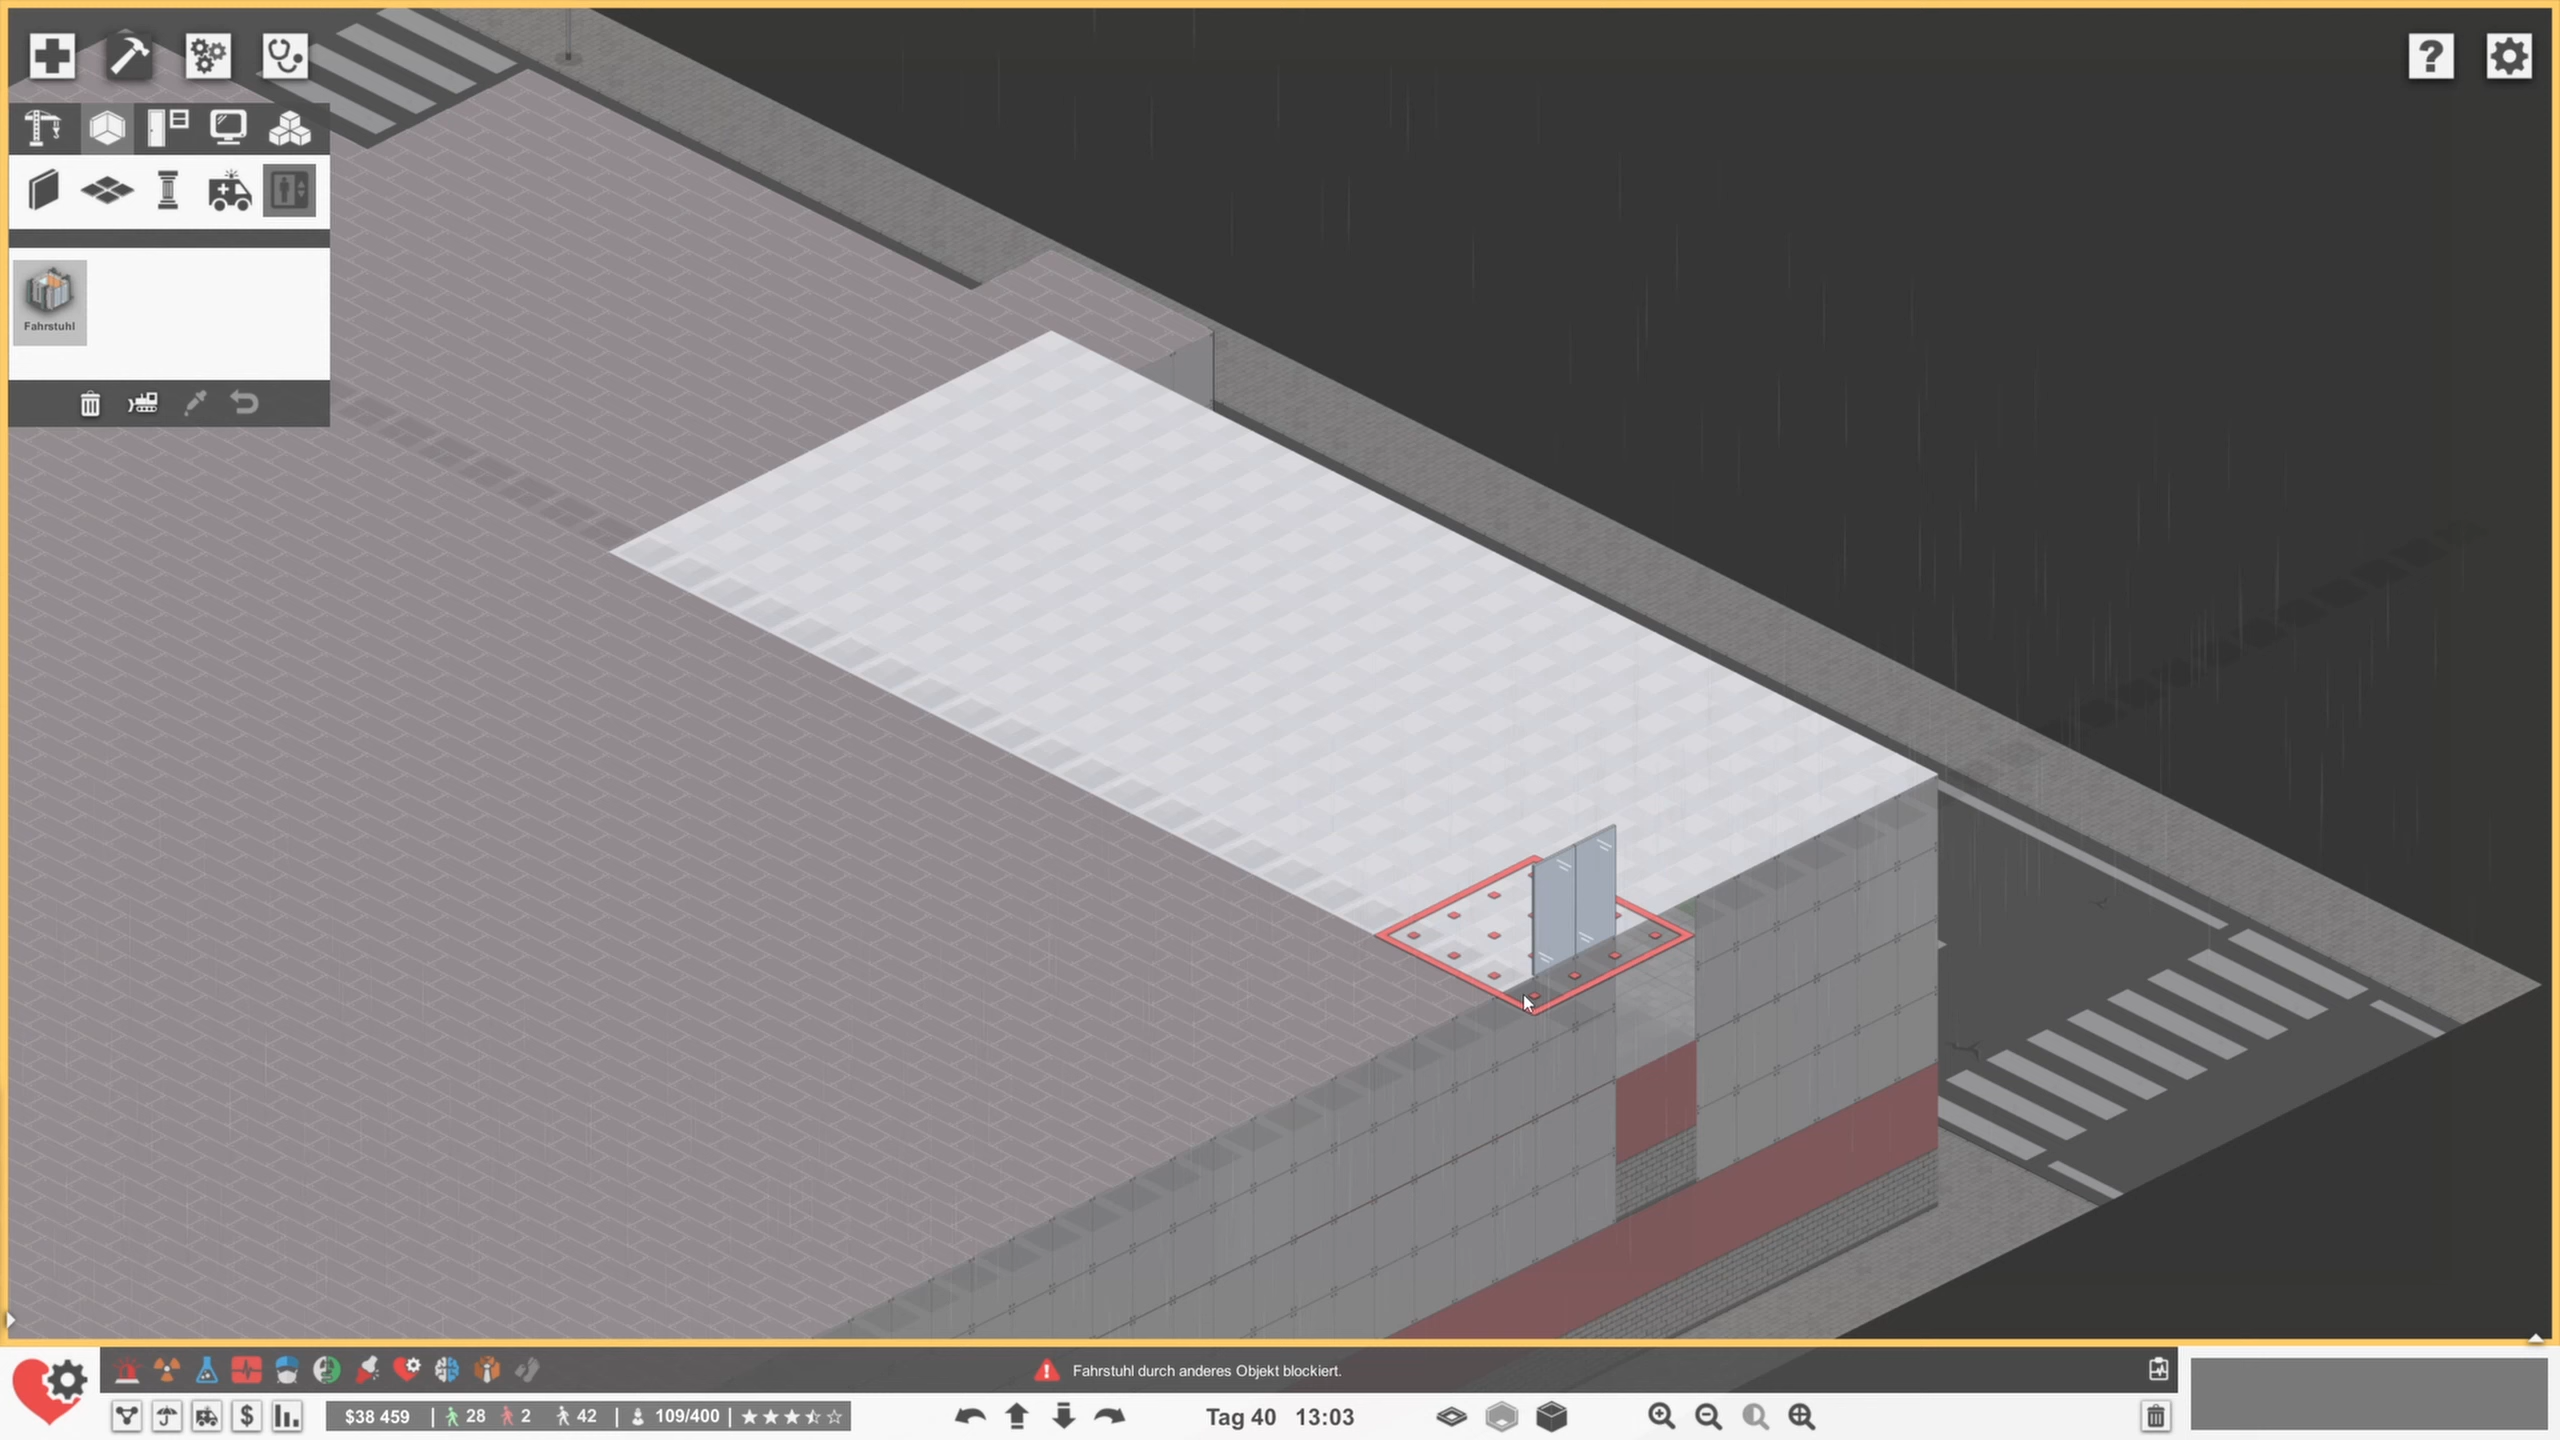 ?
Fahrstuhl
Fahrstuhl durch anderes Objekt blockiert.
$
$38 459 | 28 2 42 | 109/400 |
Tag 40 13:03